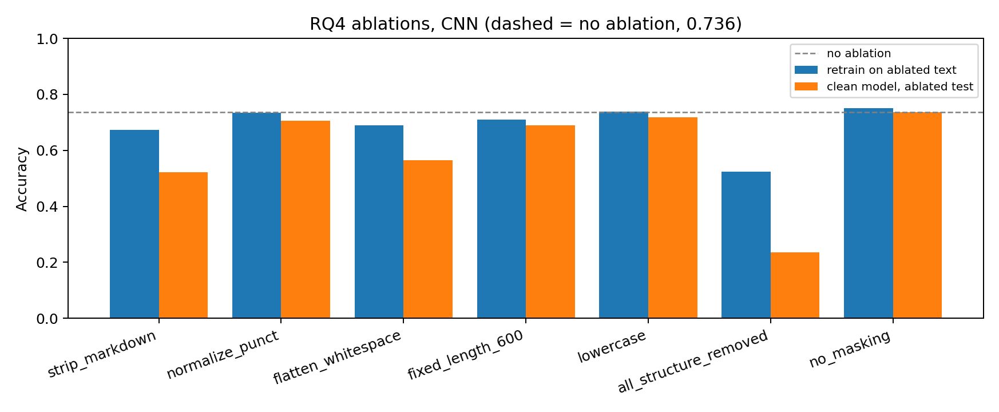 RQ4 ablations, CNN (dashed = no ablation, 0.736)
1.0
0.8
0.6
0.4
0.2
0.0
Accuracy
no ablation
retrain on ablated text
clean model, ablated test
strip_markdown
normalize_punct
flatten_whitespace
fixed_length_600
lowercase
all_structure_removed
no_masking